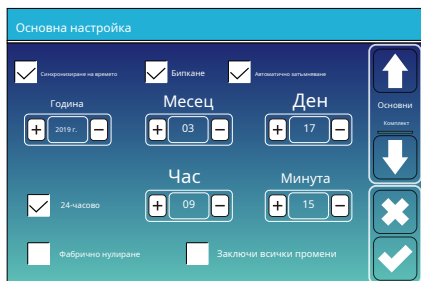 Основна настройка
Синхронизиране на времето
Бипкане
Автоматично затъмняване
Година
Месец
Ден
+ 2019 г. −
+ 03 −
+ 17 −
Основни
Комплект
Час
Минута
24-часово
+ 09 −
+ 15 −
Фабрично нулиране
Заключи всички промени